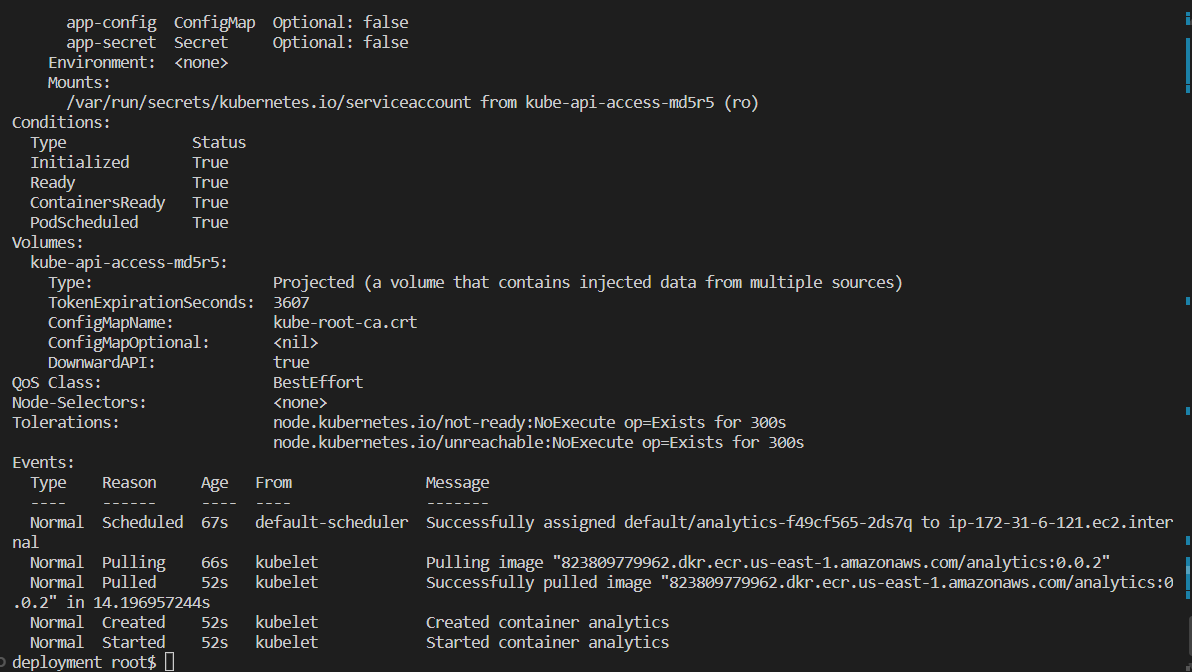 app-config  ConfigMap  Optional: false
      app-secret  Secret     Optional: false
    Environment:  <none>
    Mounts:
      /var/run/secrets/kubernetes.io/serviceaccount from kube-api-access-md5r5 (ro)
Conditions:
  Type              Status
  Initialized       True
  Ready             True
  ContainersReady   True
  PodScheduled      True
Volumes:
  kube-api-access-md5r5:
    Type:                    Projected (a volume that contains injected data from multiple sources)
    TokenExpirationSeconds:  3607
    ConfigMapName:           kube-root-ca.crt
    ConfigMapOptional:       <nil>
    DownwardAPI:             true
QoS Class:                   BestEffort
Node-Selectors:              <none>
Tolerations:                 node.kubernetes.io/not-ready:NoExecute op=Exists for 300s
                             node.kubernetes.io/unreachable:NoExecute op=Exists for 300s
Events:
  Type    Reason     Age   From               Message
  ----    ------     ----  ----               -------
  Normal  Scheduled  67s   default-scheduler  Successfully assigned default/analytics-f49cf565-2ds7q to ip-172-31-6-121.ec2.inter
nal
  Normal  Pulling    66s   kubelet            Pulling image "823809779962.dkr.ecr.us-east-1.amazonaws.com/analytics:0.0.2"
  Normal  Pulled     52s   kubelet            Successfully pulled image "823809779962.dkr.ecr.us-east-1.amazonaws.com/analytics:0
.0.2" in 14.196957244s
  Normal  Created    52s   kubelet            Created container analytics
  Normal  Started    52s   kubelet            Started container analytics
deployment root$